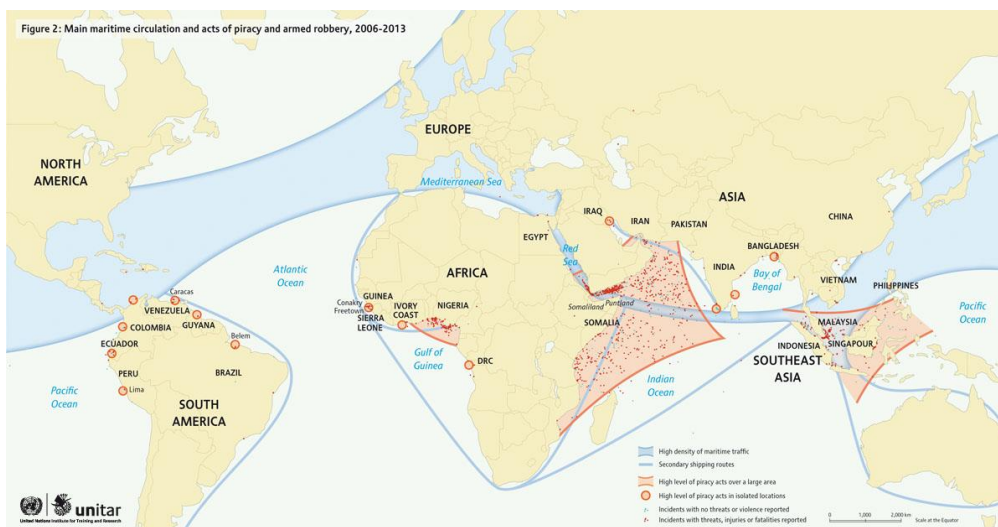 Figure 2: Main maritime circulation and acts of piracy and armed robbery, 2006-2013
NORTH
AMERICA
EUROPE
Mediterranean Sea
ASIA
IRAQ
IRAN
PAKISTAN
CHINA
EGYPT
Red
Sea
BANGLADESH
INDIA
Bay of
Bengal
VIETNAM
PHILIPPINES
Atlantic
Ocean
AFRICA
Caracas
VENEZUELA
GUYANA
COLOMBIA
Conakry
Freetown
GUINEA
SIERRA
LEONE
IVORY
COAST
NIGERIA
Somaliland
Puntland
SOMALIA
MALAYSIA
SINGAPOUR
INDONESIA
SOUTHEAST
ASIA
Pacific
Ocean
ECUADOR
Belem
Gulf of
Guinea
DRC
PERU
Lima
BRAZIL
Pacific
Ocean
SOUTH
AMERICA
Indian
Ocean
High density of maritime traffic
Secondary shipping routes
High level of piracy acts over a large area
High level of piracy acts in isolated locations
Incidents with no threats or violence reported
Incidents with threats, injuries or fatalities reported
unitar
United Nations Institute for Training and Research
0 1,000 2,000 km
Scale at the Equator